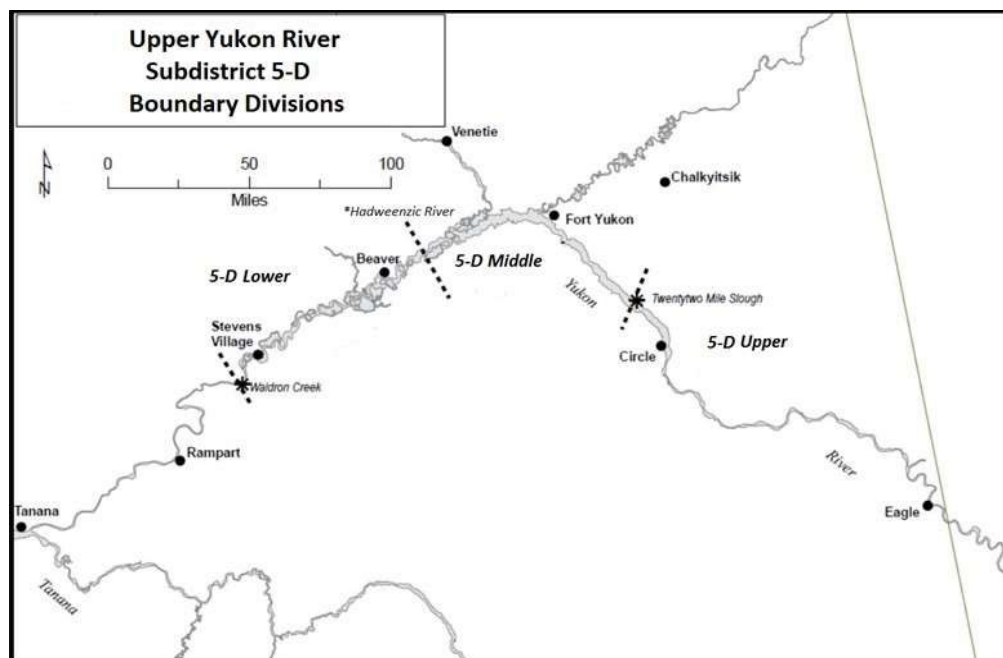 Upper Yukon River
Subdistrict 5-D
Boundary Divisions
Venetie
N
0 50 100
Miles
Chalkyitsik
*Hadweenzic River
Fort Yukon
5-D Middle
Beaver
5-D Lower
Yukon
Twentytwo Mile Slough
Stevens
Village
Circle
5-D Upper
Waldron Creek
Rampart
River
Eagle
Tanana
Tanana